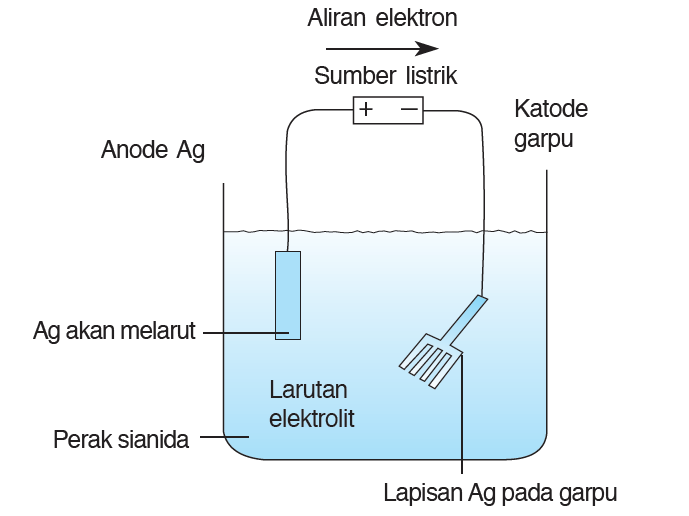 Aliran elektron
Sumber listrik
+ –
Katode
garpu
Anode Ag
Ag akan melarut
Larutan
elektrolit
Perak sianida
Lapisan Ag pada garpu